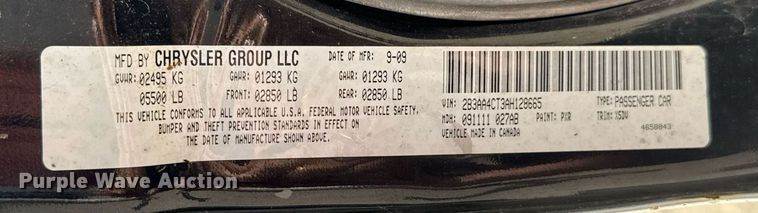 MFD BY CHRYSLER GROUP LLC DATE OF MFR: 9-09
GVWR: 02495 KG GAWR: 01293 KG GAWR: 01293 KG
05500 LB FRONT: 02850 LB REAR: 02850 LB
THIS VEHICLE CONFORMS TO ALL APPLICABLE U.S.A. FEDERAL MOTOR VEHICLE SAFETY,
BUMPER AND THEFT PREVENTION STANDARDS IN EFFECT ON
THE DATE OF MANUFACTURE SHOWN ABOVE.
VIN: 2B3AA4CT3AH128665 TYPE: PASSENGER CAR
MDH: 091111 027AB PAINT: PXR TRIM: X5DV
VEHICLE MADE IN CANADA 4658043
Purple Wave Auction